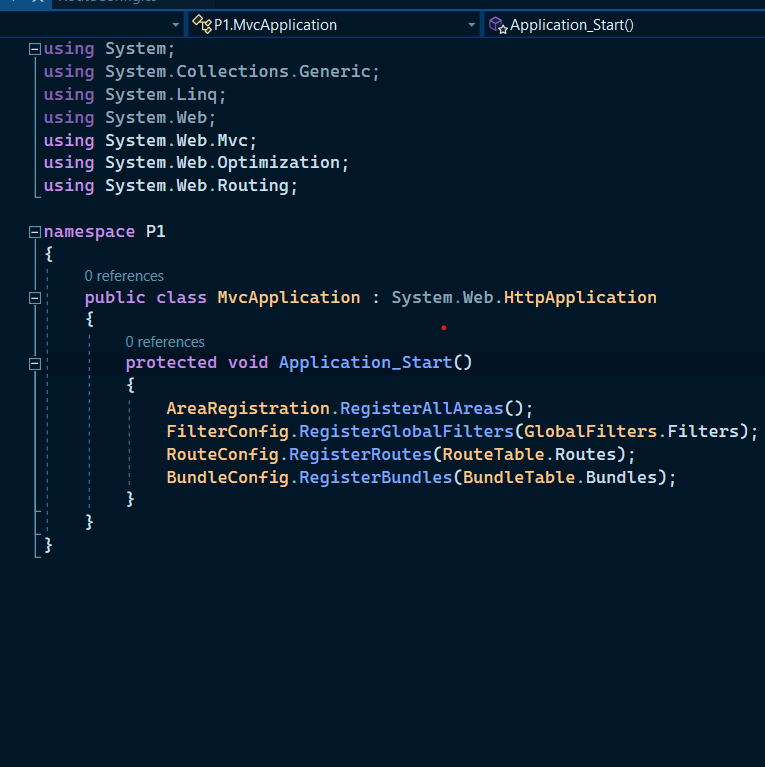 P1.MvcApplication
Application_Start()
using System;
using System.Collections.Generic;
using System.Linq;
using System.Web;
using System.Web.Mvc;
using System.Web.Optimization;
using System.Web.Routing;
namespace P1
{
0 references
public class MvcApplication : System.Web.HttpApplication
{
0 references
protected void Application_Start()
{
AreaRegistration.RegisterAllAreas();
FilterConfig.RegisterGlobalFilters(GlobalFilters.Filters);
RouteConfig.RegisterRoutes(RouteTable.Routes);
BundleConfig.RegisterBundles(BundleTable.Bundles);
}
}
}